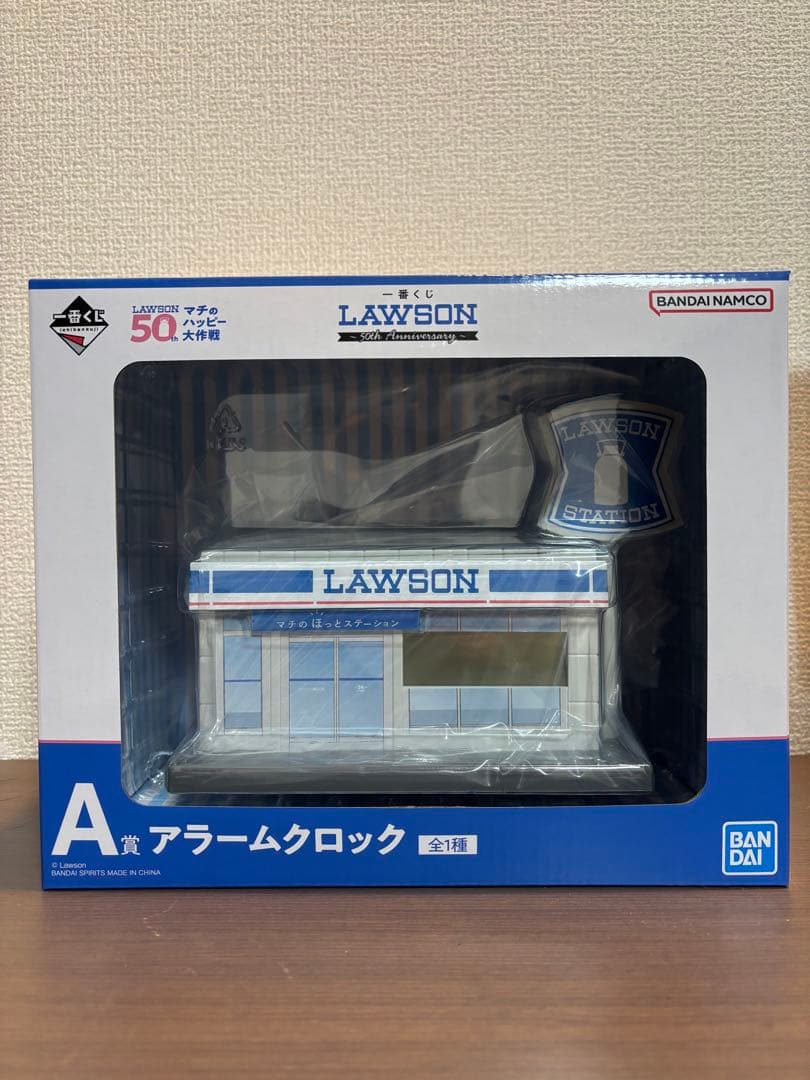 一番くじ
ichibankuji
LAWSON
50th
マチの
ハッピー
大作戦
一番くじ
LAWSON
~ 50th Anniversary ~
BANDAI NAMCO
LAWSON
STATION
LAWSON
マチの ほっとステーション
A賞 アラームクロック 全1種
© Lawson
BANDAI SPIRITS MADE IN CHINA
BAN
DAI